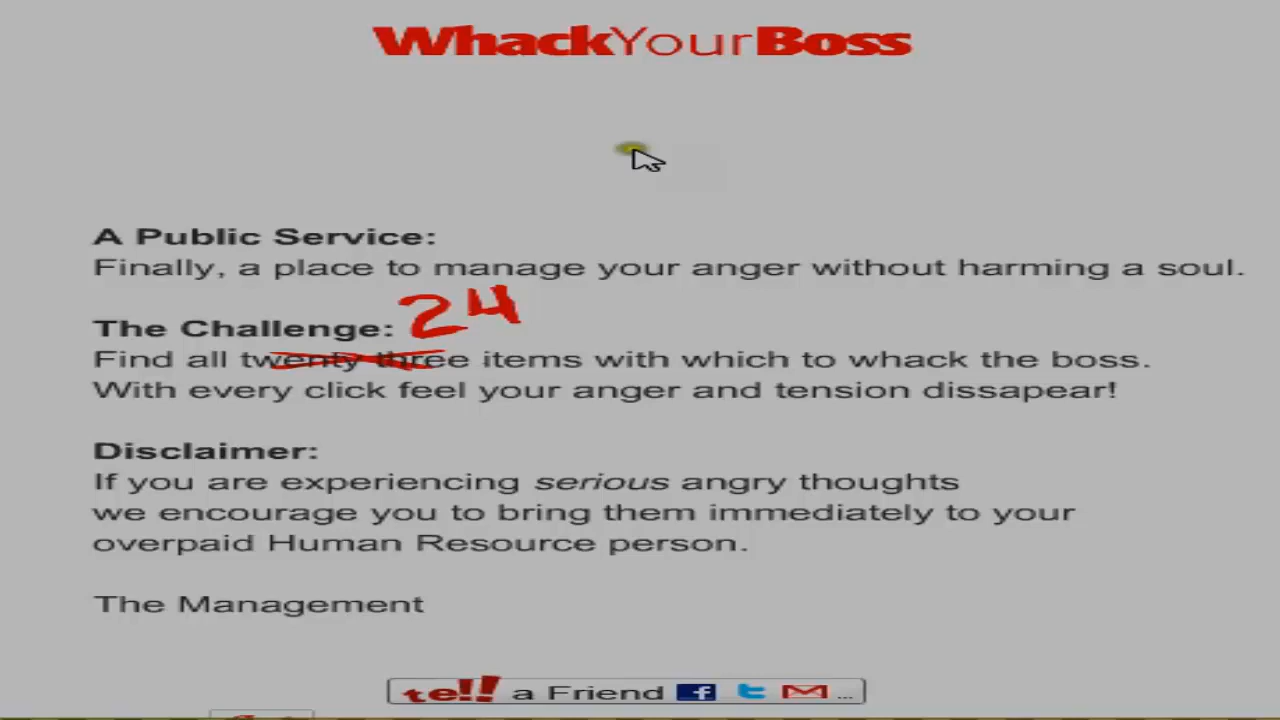 WhackYourBoss
A Public Service:
Finally, a place to manage your anger without harming a soul.
The Challenge: 24
Find all twenty three items with which to whack the boss.
With every click feel your anger and tension dissapear!
Disclaimer:
If you are experiencing serious angry thoughts
we encourage you to bring them immediately to your
overpaid Human Resource person.
The Management
tell!! a Friend f t M ...